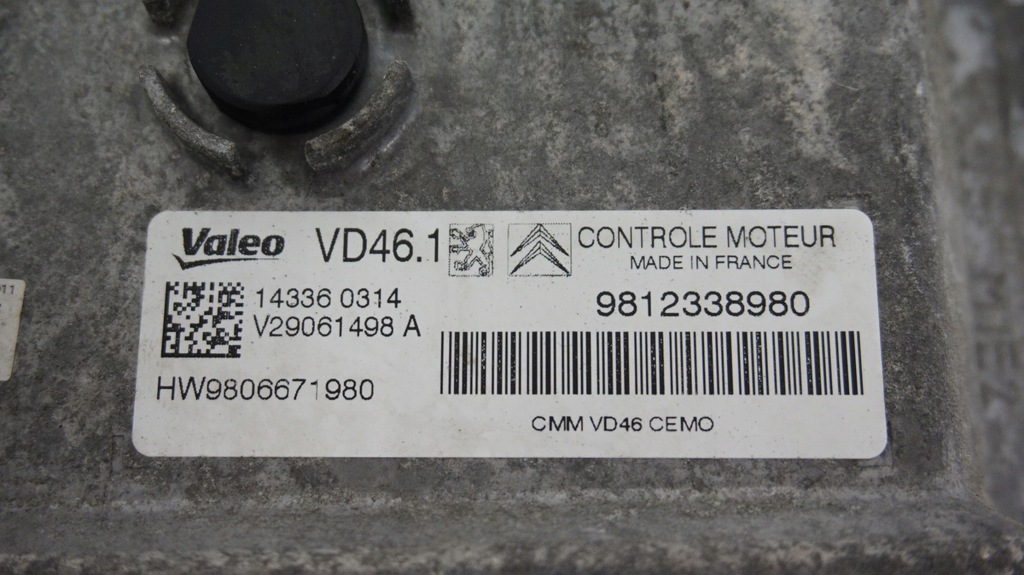 Valeo VD46.1 CONTROLE MOTEUR
MADE IN FRANCE
14336 0314
9812338980
V29061498 A
HW9806671980
CMM VD46 CEMO